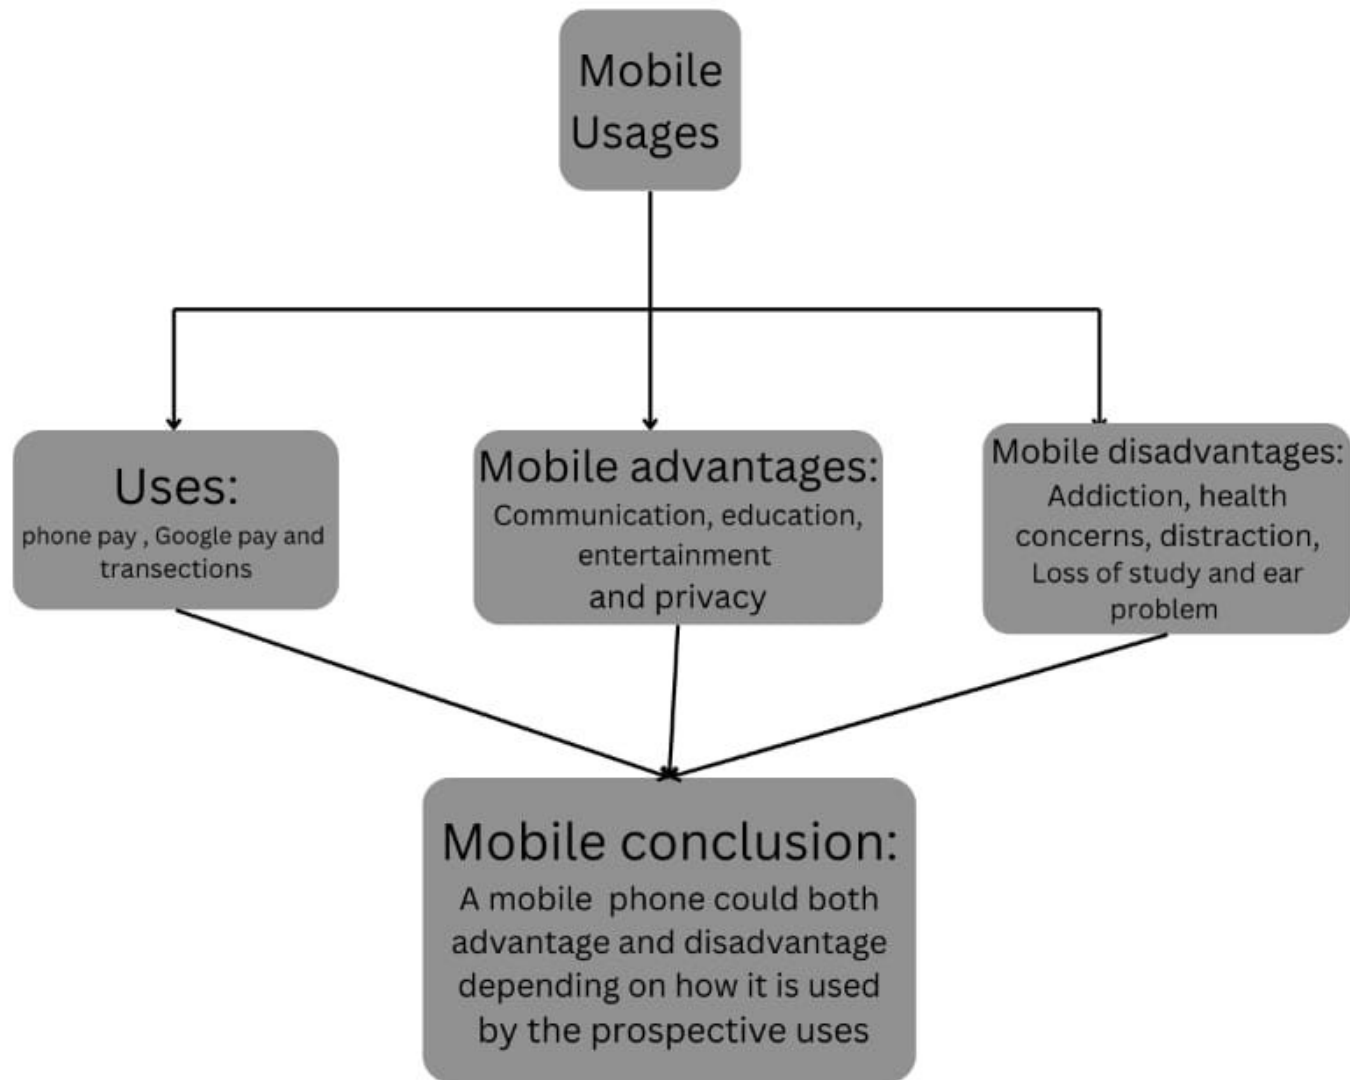 Mobile
Usages
Uses:
phone pay , Google pay and
transections
Mobile advantages:
Communication, education,
entertainment
and privacy
Mobile disadvantages:
Addiction, health
concerns, distraction,
Loss of study and ear
problem
Mobile conclusion:
A mobile phone could both
advantage and disadvantage
depending on how it is used
by the prospective uses